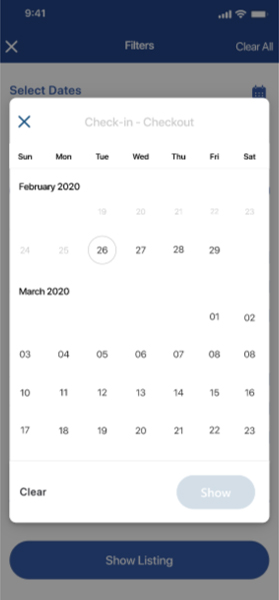 9:41
Filters
Clear All
Select Dates
Check-in - Checkout
Sun Mon Tue Wed Thu Fri Sat
February 2020
19 20 21 22 23
24 25 26 27 28 29
March 2020
01 02
03 04 05 06 07 08 08
10 11 12 13 14 15 16
17 18 19 20 21 22 23
Clear
Show
Show Listing